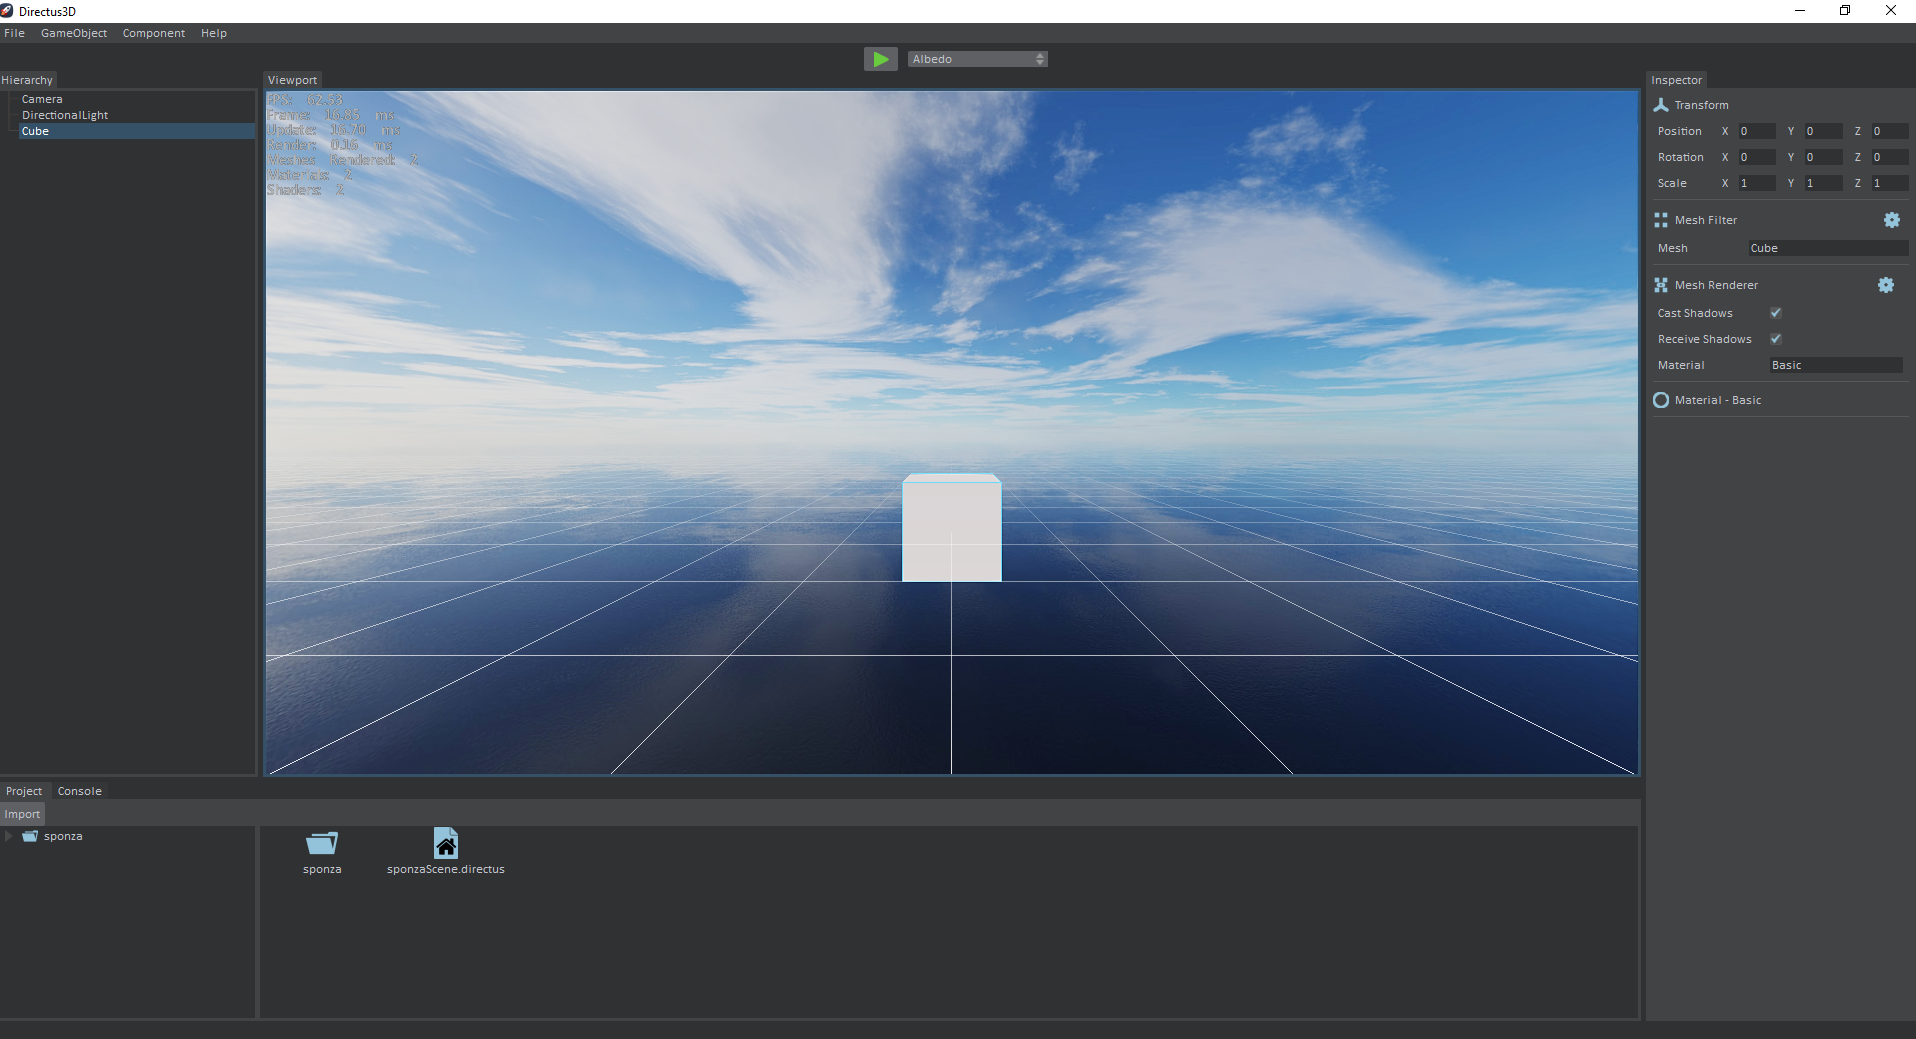 Directus3D
File GameObject Component Help
Albedo
Hierarchy
Camera
DirectionalLight
Cube
Viewport
FPS: 62.53
Frame: 16.85 ms
Update: 16.70 ms
Render: 0.16 ms
Meshes Rendered: 2
Materials: 2
Shaders: 2
Inspector
Transform
Position X 0 Y 0 Z 0
Rotation X 0 Y 0 Z 0
Scale X 1 Y 1 Z 1
Mesh Filter
Mesh Cube
Mesh Renderer
Cast Shadows
Receive Shadows
Material Basic
Material - Basic
Project Console
Import
sponza
sponza
sponzaScene.directus